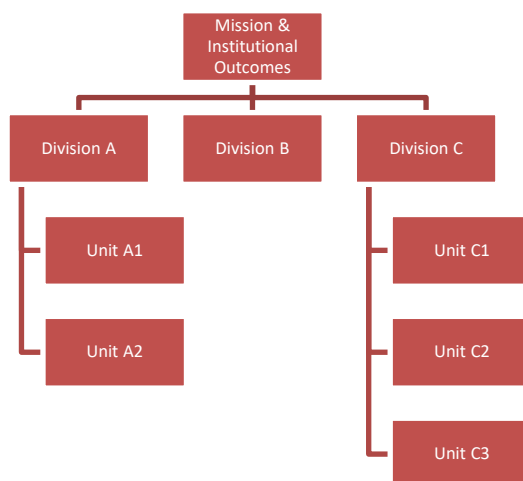 Mission &
Institutional
Outcomes
Division A
Division B
Division C
Unit A1
Unit C1
Unit A2
Unit C2
Unit C3